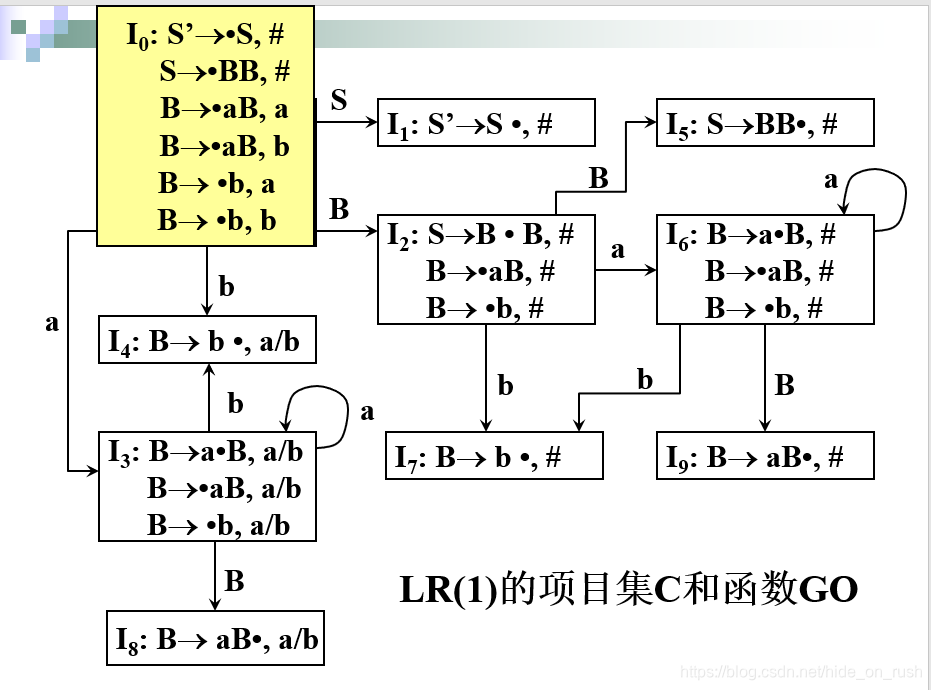 I₀: S’→•S, #
S→•BB, #
B→•aB, a
B→•aB, b
B→ •b, a
B→ •b, b
S
I₁: S’→S •, #
I₅: S→BB•, #
B
B
a
I₂: S→B • B, #
B→•aB, #
B→ •b, #
a
I₆: B→a•B, #
B→•aB, #
B→ •b, #
a
b
I₄: B→ b •, a/b
b
a
I₃: B→a•B, a/b
B→•aB, a/b
B→ •b, a/b
b
b
B
I₇: B→ b •, #
I₉: B→ aB•, #
B
I₈: B→ aB•, a/b
LR(1)的项目集C和函数GO
https://blog.csdn.net/hide_on_rush